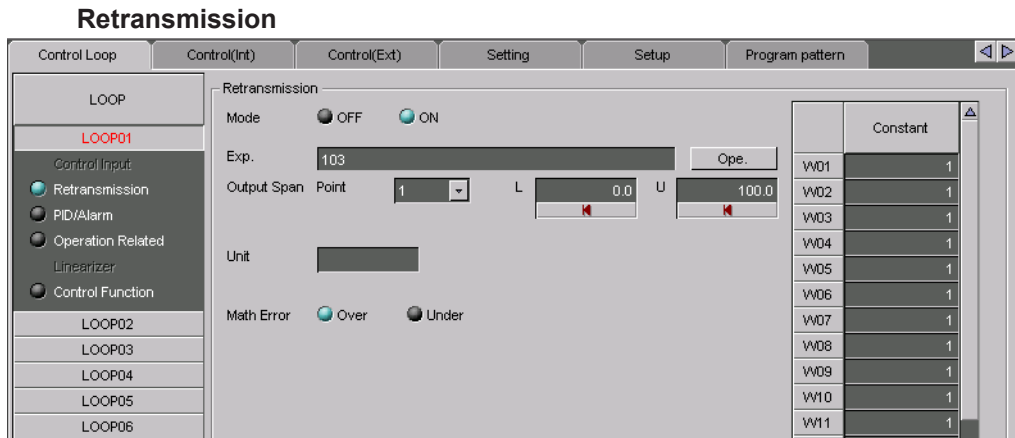 Retransmission
Control Loop Control(Int) Control(Ext) Setting Setup Program pattern
LOOP
LOOP01
Control Input
Retransmission
PID/Alarm
Operation Related
Linearizer
Control Function
LOOP02
LOOP03
LOOP04
LOOP05
LOOP06
Retransmission
Mode OFF ON
Exp. 103 Ope.
Output Span Point 1 L 0.0 U 100.0
Unit
Math Error Over Under
Constant
W01 1
W02 1
W03 1
W04 1
W05 1
W06 1
W07 1
W08 1
W09 1
W10 1
W11 1